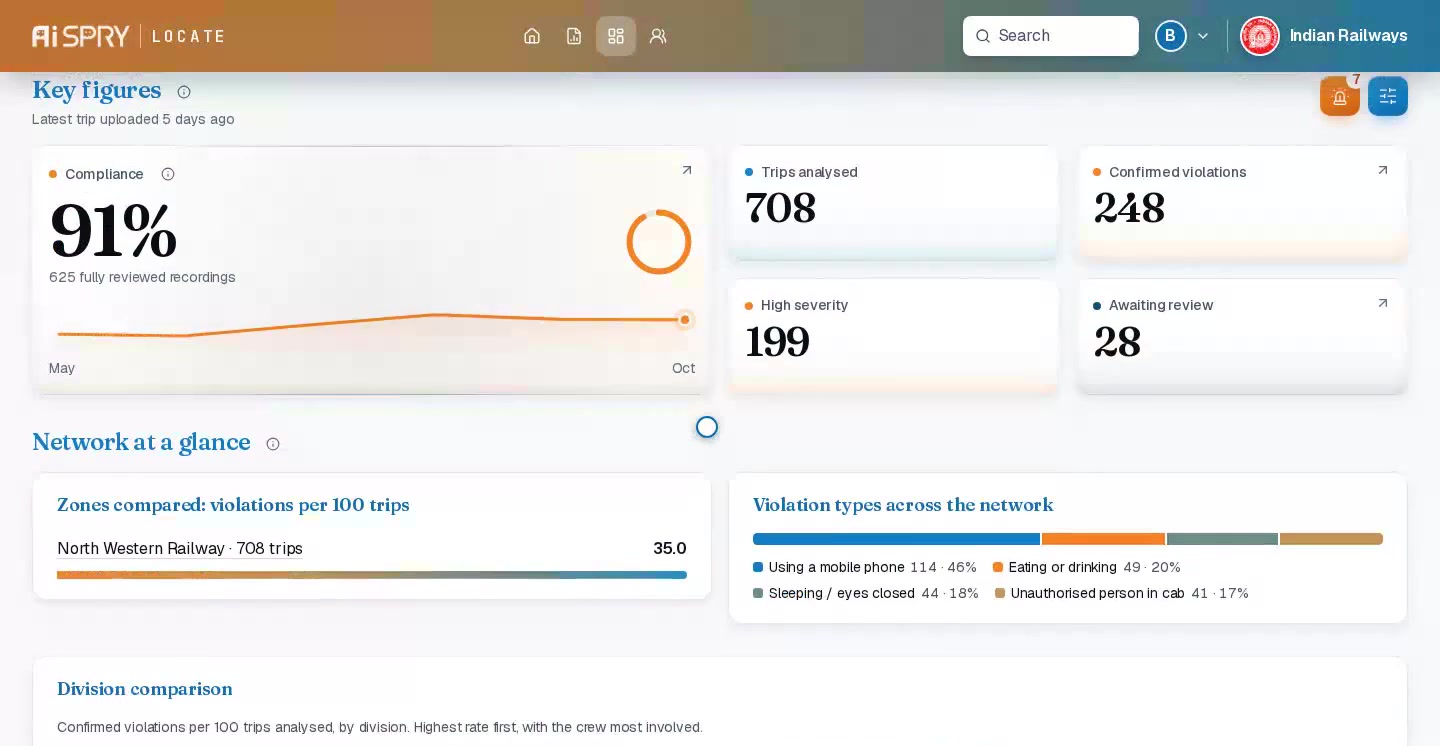 AiSPRY LOCATE
Search
B
Indian Railways
Key figures
7
Latest trip uploaded 5 days ago
Compliance
91%
625 fully reviewed recordings
May Oct
Trips analysed
708
Confirmed violations
248
High severity
199
Awaiting review
28
Network at a glance
Zones compared: violations per 100 trips
North Western Railway · 708 trips 35.0
Violation types across the network
Using a mobile phone 114 · 46% Eating or drinking 49 · 20%
Sleeping / eyes closed 44 · 18% Unauthorised person in cab 41 · 17%
Division comparison
Confirmed violations per 100 trips analysed, by division. Highest rate first, with the crew most involved.